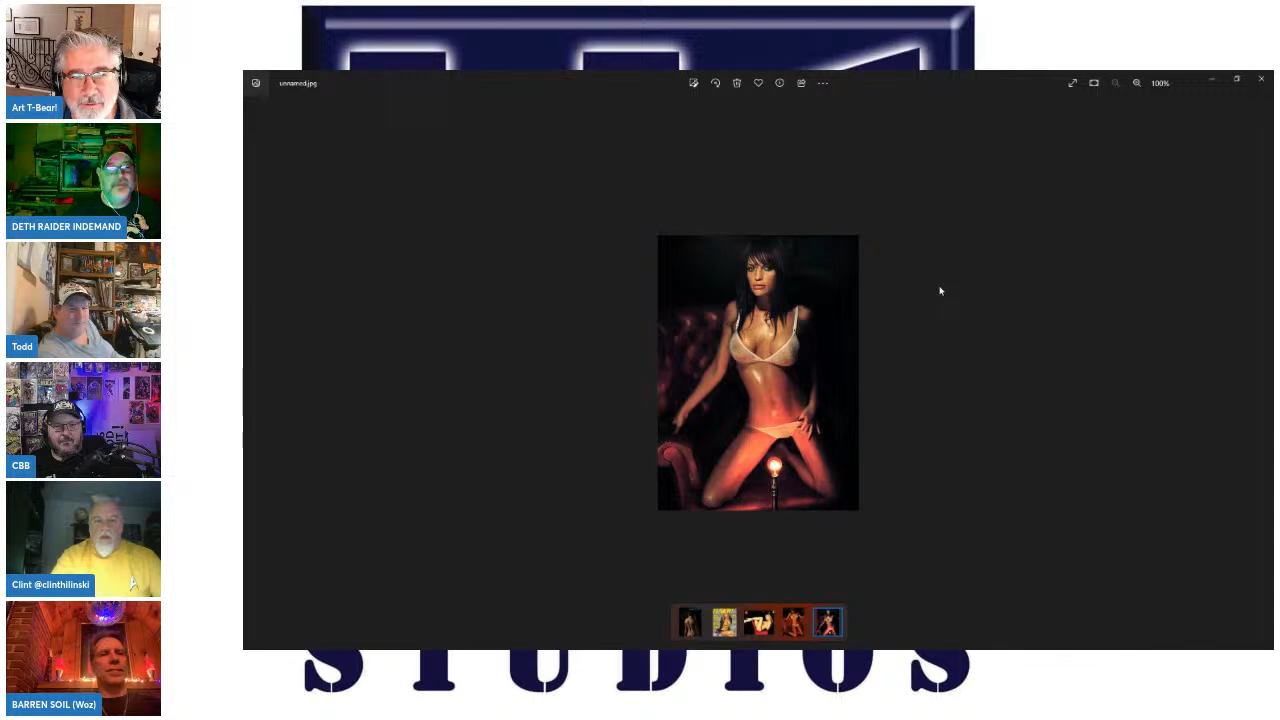 Art T-Bear!
DETH RAIDER INDEMAND
Todd
CBB
Clint @clinthilinski
BARREN SOIL (Woz)
unnamed.jpg
100%
STUDIOS